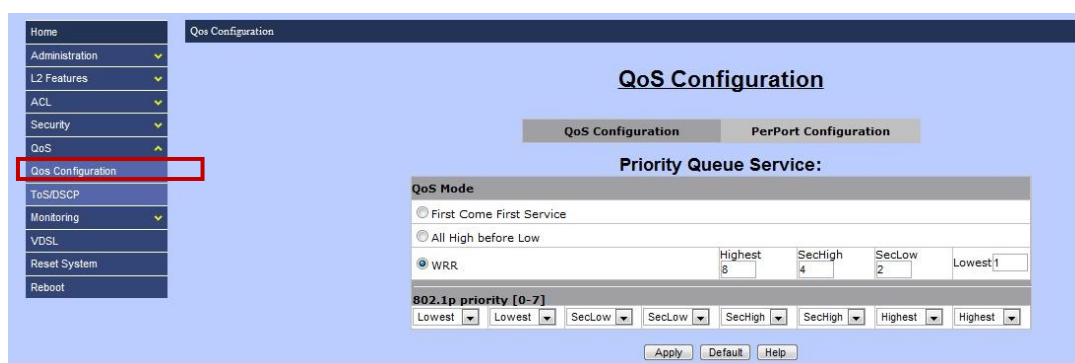 Home
Administration
L2 Features
ACL
Security
QoS
Qos Configuration
ToS/DSCP
Monitoring
VDSL
Reset System
Reboot
Qos Configuration
QoS Configuration
QoS Configuration PerPort Configuration
Priority Queue Service:
QoS Mode
First Come First Service
All High before Low
WRR Highest 8 SecHigh 4 SecLow 2 Lowest 1
802.1p priority [0-7]
Lowest Lowest SecLow SecLow SecHigh SecHigh Highest Highest
Apply Default Help